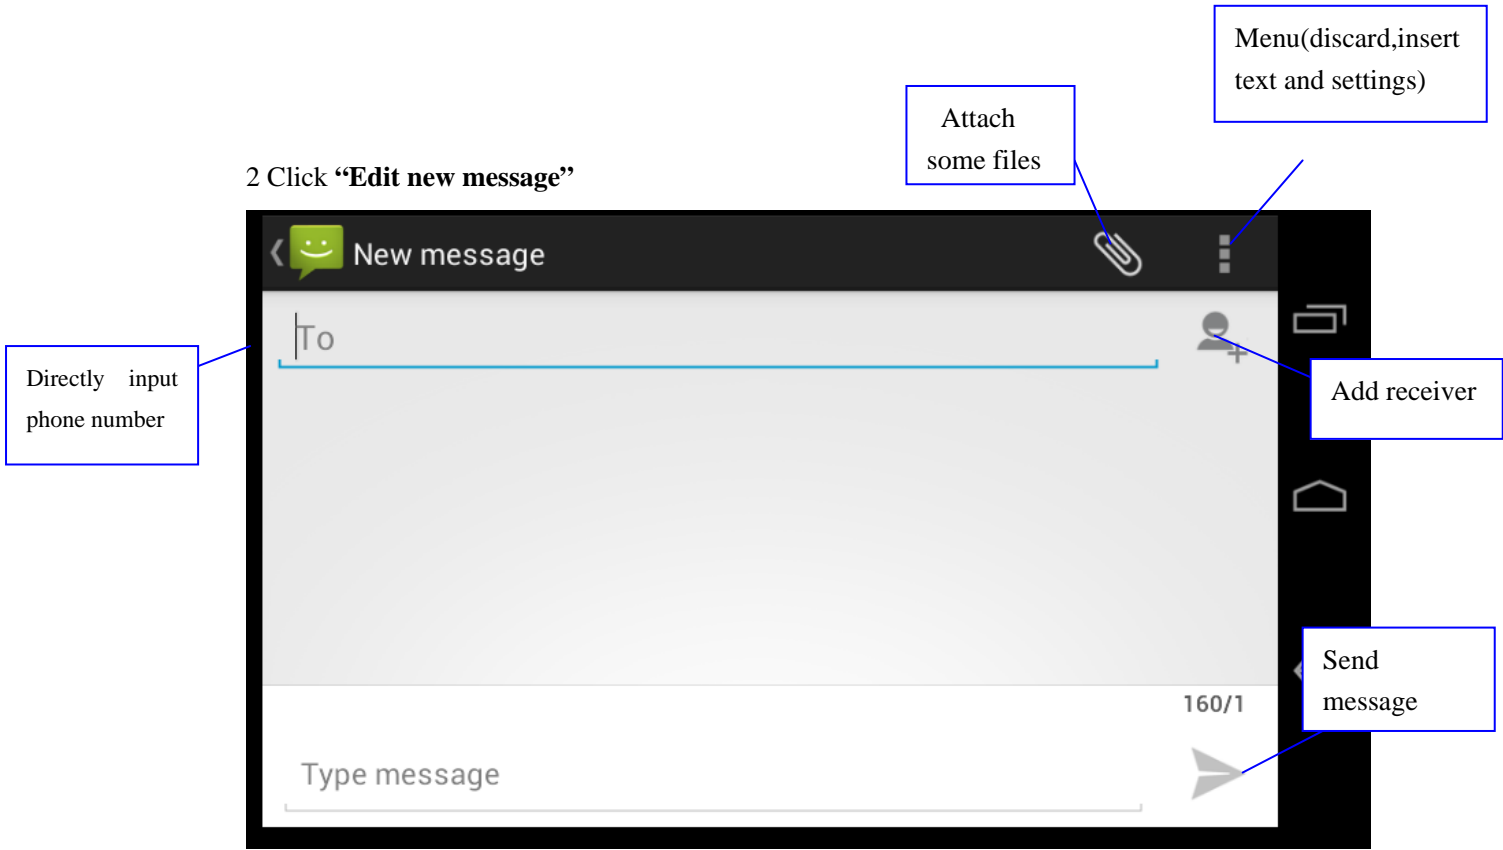 Menu(discard,insert
text and settings)
Attach
some files
2 Click “Edit new message”
New message
To
Directly input
phone number
Add receiver
Send
message
160/1
Type message